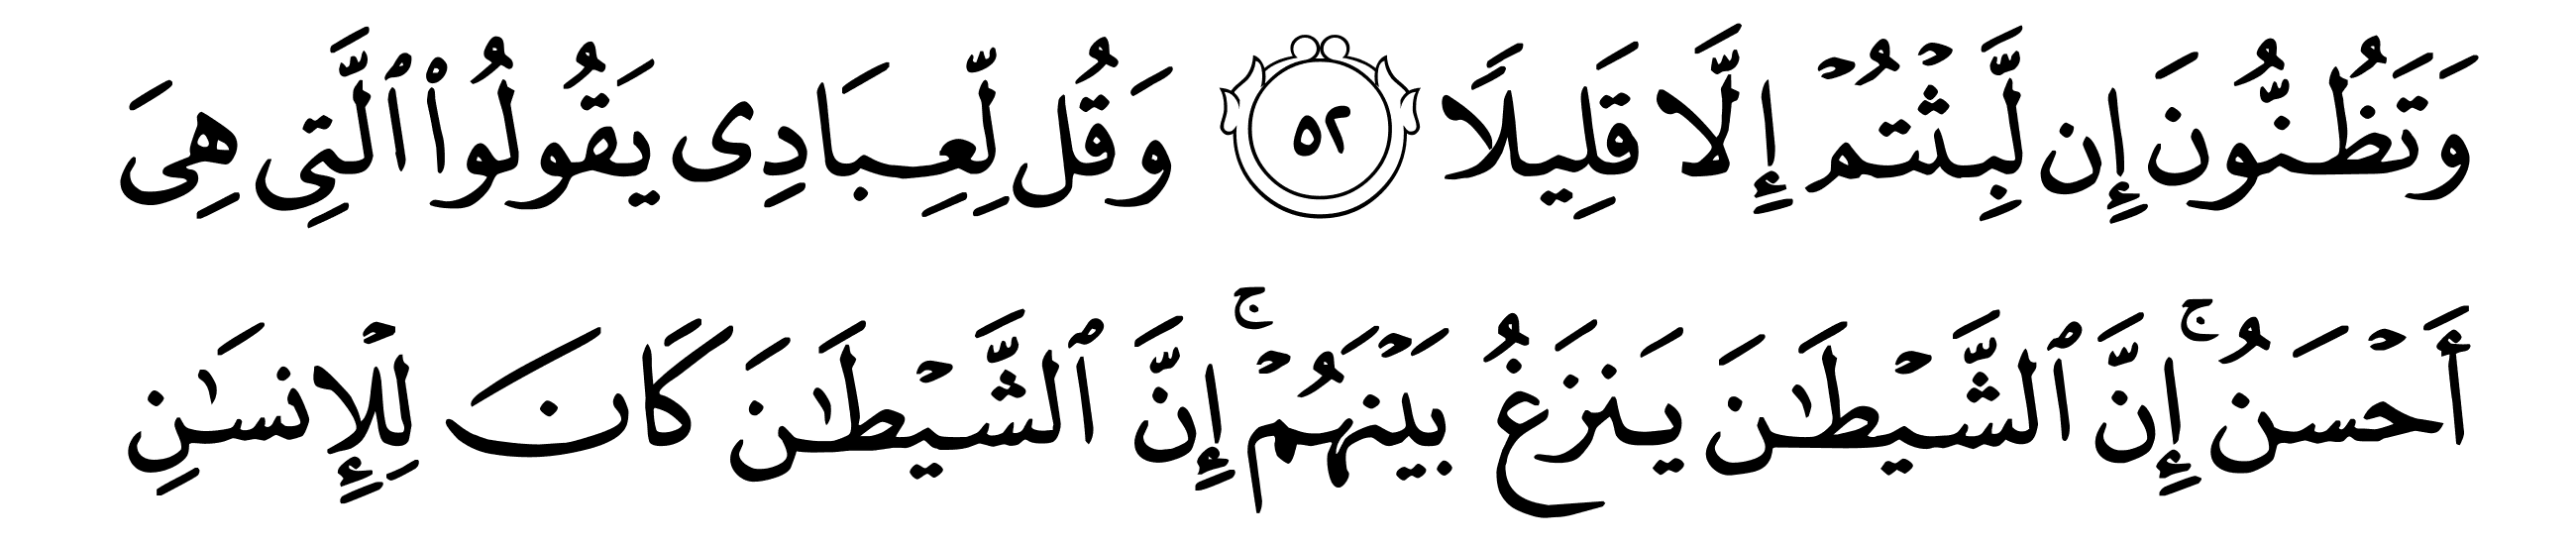 وَتَظُنُّونَ إِن لَّبِثْتُمْ إِلَّا قَلِيلًا ٥٢ وَقُل لِّعِبَادِى يَقُولُوا۟ ٱلَّتِى هِىَ
أَحْسَنُ ۚ إِنَّ ٱلشَّيْطَـٰنَ يَنزَغُ بَيْنَهُمْ ۚ إِنَّ ٱلشَّيْطَـٰنَ كَانَ لِلْإِنسَـٰنِ